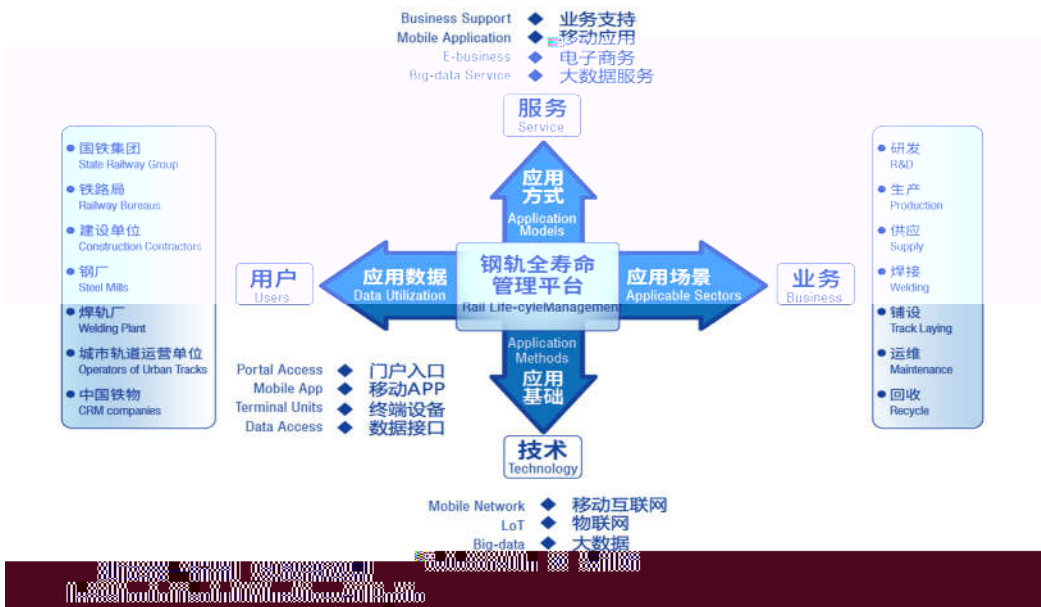 Business Support ◆ 业务支持
Mobile Application ◆ 移动应用
E-business ◆ 电子商务
Big-data Service ◆ 大数据服务
服务
Service
应用
方式
Application
Models
国铁集团
State Railway Group
铁路局
Railway Bureaus
建设单位
Construction Contractors
钢厂
Steel Mills
焊轨厂
Welding Plant
城市轨道运营单位
Operators of Urban Tracks
中国铁物
CRM companies
用户
Users
应用数据
Data Utilization
钢轨全寿命
管理平台
Rail Life-cyleManagement
应用场景
Applicable Sectors
业务
Business
研发
R&D
生产
Production
供应
Supply
焊接
Welding
铺设
Track Laying
运维
Maintenance
回收
Recycle
Application
Methods
应用
基础
Portal Access ◆ 门户入口
Mobile App ◆ 移动APP
Terminal Units ◆ 终端设备
Data Access ◆ 数据接口
技术
Technology
Mobile Network ◆ 移动互联网
LoT ◆ 物联网
Big-data ◆ 大数据